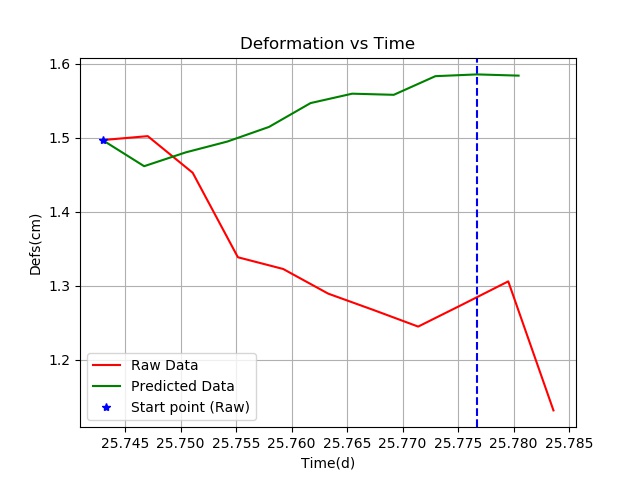 Deformation vs Time
Defs(cm)
1.6
1.5
1.4
1.3
1.2
Raw Data
Predicted Data
Start point (Raw)
25.745 25.750 25.755 25.760 25.765 25.770 25.775 25.780 25.785
Time(d)